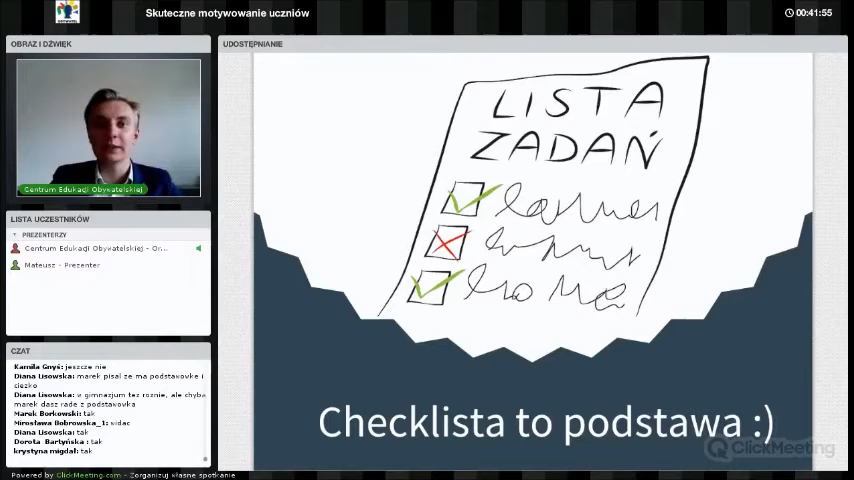 Skuteczne motywowanie uczniów
00:41:55
OBRAZ I DŹWIĘK
Centrum Edukacji Obywatelskiej
LISTA UCZESTNIKÓW
PREZENTERZY
Centrum Edukacji Obywatelskiej - Gr...
Mateusz - Prezenter
CZAT
Kamila Gnyś: jeszcze nie
Diana Lisowska: marek pisal ze ma podstawowke i
ciezko
Diana Lisowska: w gimnazjum tez roznie, ale chyba
marek dasz rade z podstawowka
Marek Borkowski: tak
Mirosława Bobrowska_1: widac
Diana Lisowska: tak
Dorota Bartyńska : tak
krystyna migdał: tak
Powered by ClickMeeting.com - Zorganizuj własne spotkanie
UDOSTĘPNIANIE
LISTA
ZADAŃ
Checklista to podstawa :)
ClickMeeting